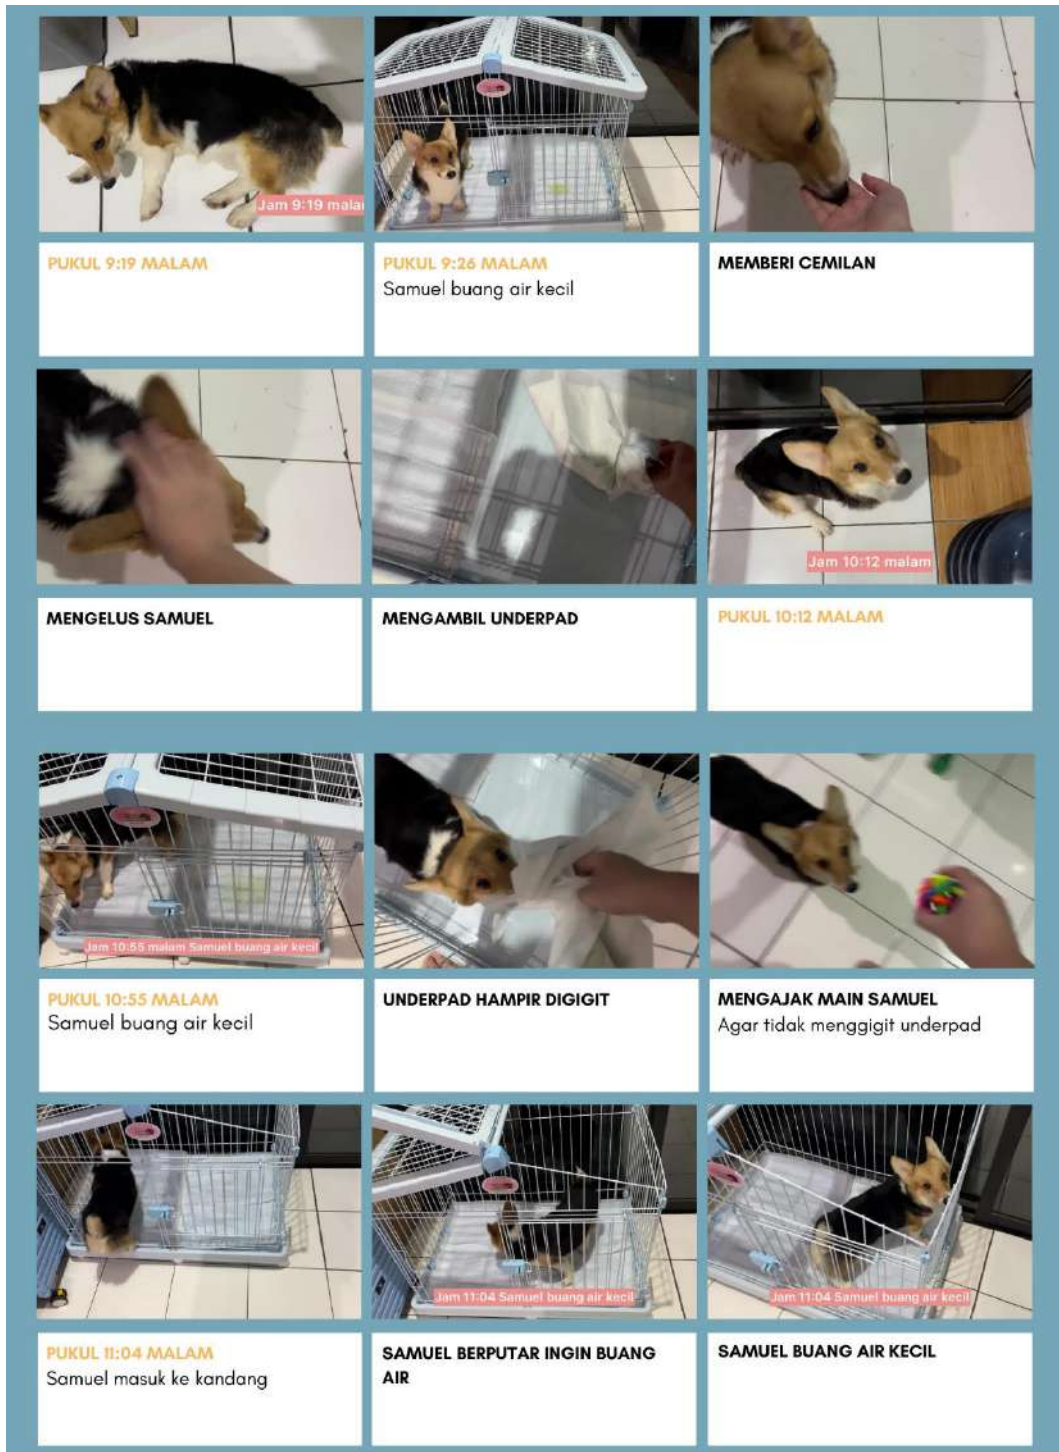 Jam 9:19 mala
PUKUL 9:19 MALAM
PUKUL 9:26 MALAM
Samuel buang air kecil
MEMBERI CEMILAN
MENGELUS SAMUEL
MENGAMBIL UNDERPAD
Jam 10:12 malam
PUKUL 10:12 MALAM
Jam 10:55 malam Samuel buang air kecil
PUKUL 10:55 MALAM
Samuel buang air kecil
UNDERPAD HAMPIR DIGIGIT
MENGAJAK MAIN SAMUEL
Agar tidak menggigit underpad
PUKUL 11:04 MALAM
Samuel masuk ke kandang
Jam 11:04 Samuel buang air kecil
SAMUEL BERPUTAR INGIN BUANG
AIR
Jam 11:04 Samuel buang air kecil
SAMUEL BUANG AIR KECIL